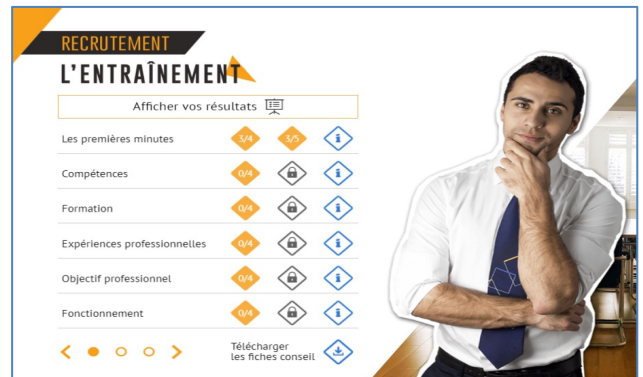 RECRUTEMENT
L'ENTRAÎNEMENT
Afficher vos résultats
Les premières minutes 3/4 3/5 i
Compétences 0/4 i
Formation 0/4 i
Expériences professionnelles 0/4 i
Objectif professionnel 0/4 i
Fonctionnement 0/4 i
Télécharger
les fiches conseil